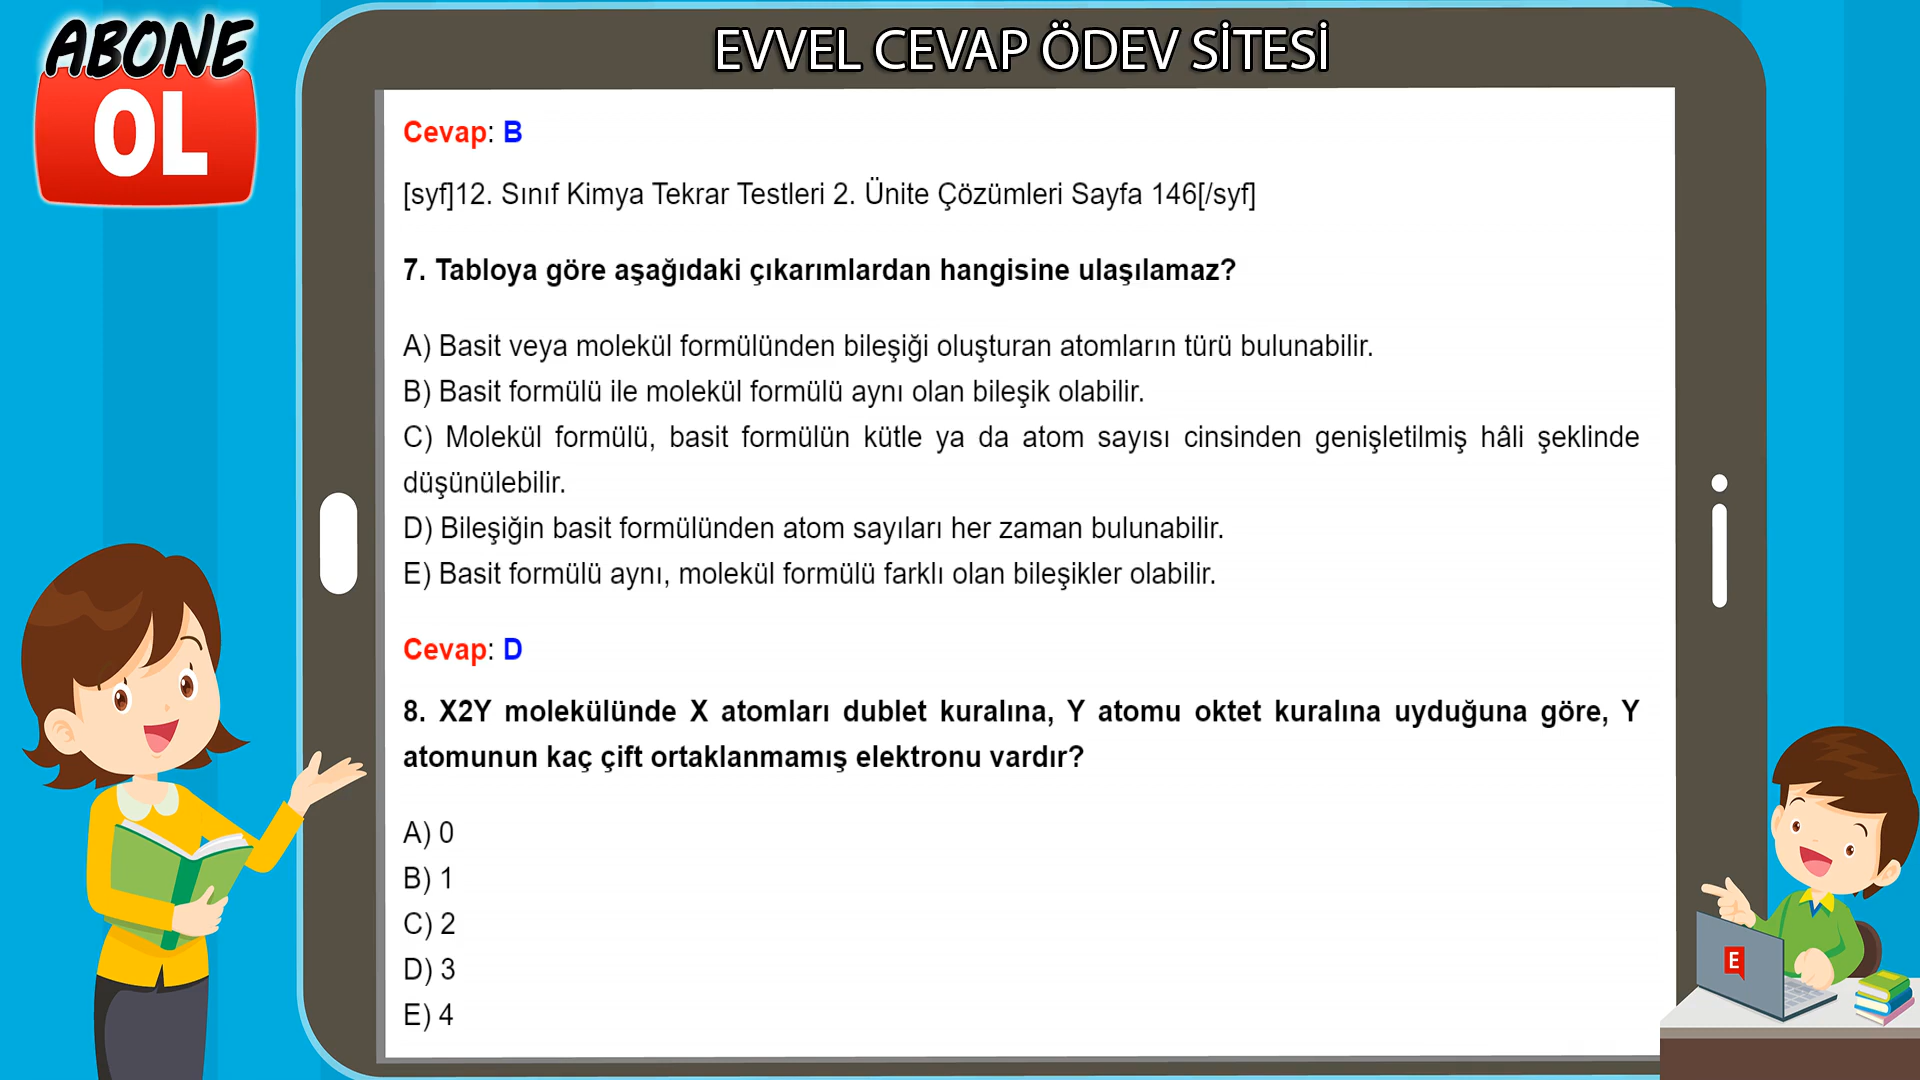 ABONE
OL
EVVEL CEVAP ÖDEV SİTESİ
Cevap: B
[syf]12. Sınıf Kimya Tekrar Testleri 2. Ünite Çözümleri Sayfa 146[/syf]
7. Tabloya göre aşağıdaki çıkarımlardan hangisine ulaşılamaz?
A) Basit veya molekül formülünden bileşiği oluşturan atomların türü bulunabilir.
B) Basit formülü ile molekül formülü aynı olan bileşik olabilir.
C) Molekül formülü, basit formülün kütle ya da atom sayısı cinsinden genişletilmiş hâli şeklinde
düşünülebilir.
D) Bileşiğin basit formülünden atom sayıları her zaman bulunabilir.
E) Basit formülü aynı, molekül formülü farklı olan bileşikler olabilir.
Cevap: D
8. X2Y molekülünde X atomları dublet kuralına, Y atomu oktet kuralına uyduğuna göre, Y
atomunun kaç çift ortaklanmamış elektronu vardır?
A) 0
B) 1
C) 2
D) 3
E) 4
E